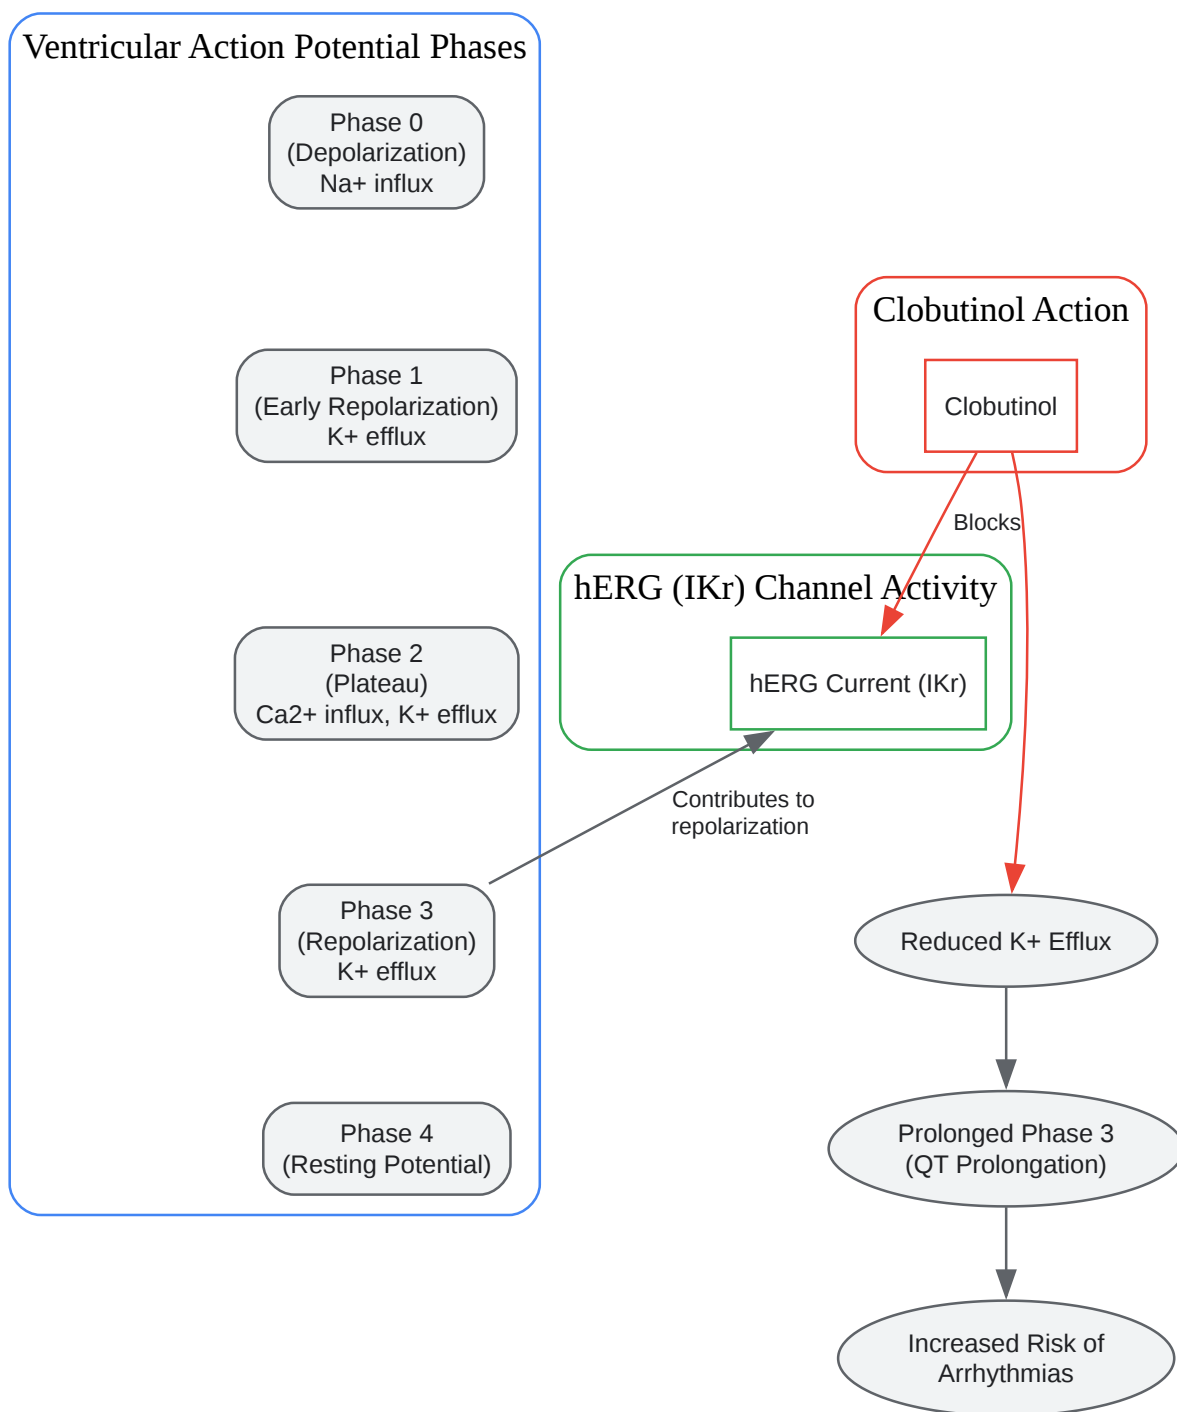 Ventricular Action Potential Phases
Phase 0
(Depolarization)
Na+ influx
Phase 1
(Early Repolarization)
K+ efflux
Phase 2
(Plateau)
Ca2+ influx, K+ efflux
Phase 3
(Repolarization)
K+ efflux
Phase 4
(Resting Potential)
Clobutinol Action
Clobutinol
Blocks
hERG (IKr) Channel Activity
hERG Current (IKr)
Contributes to
repolarization
Reduced K+ Efflux
Prolonged Phase 3
(QT Prolongation)
Increased Risk of
Arrhythmias